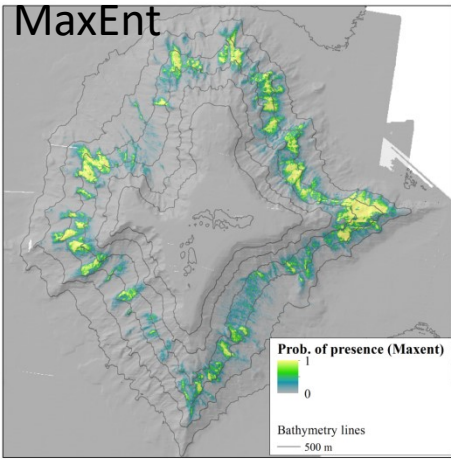 MaxEnt
Prob. of presence (Maxent)
1
0
Bathymetry lines
500 m